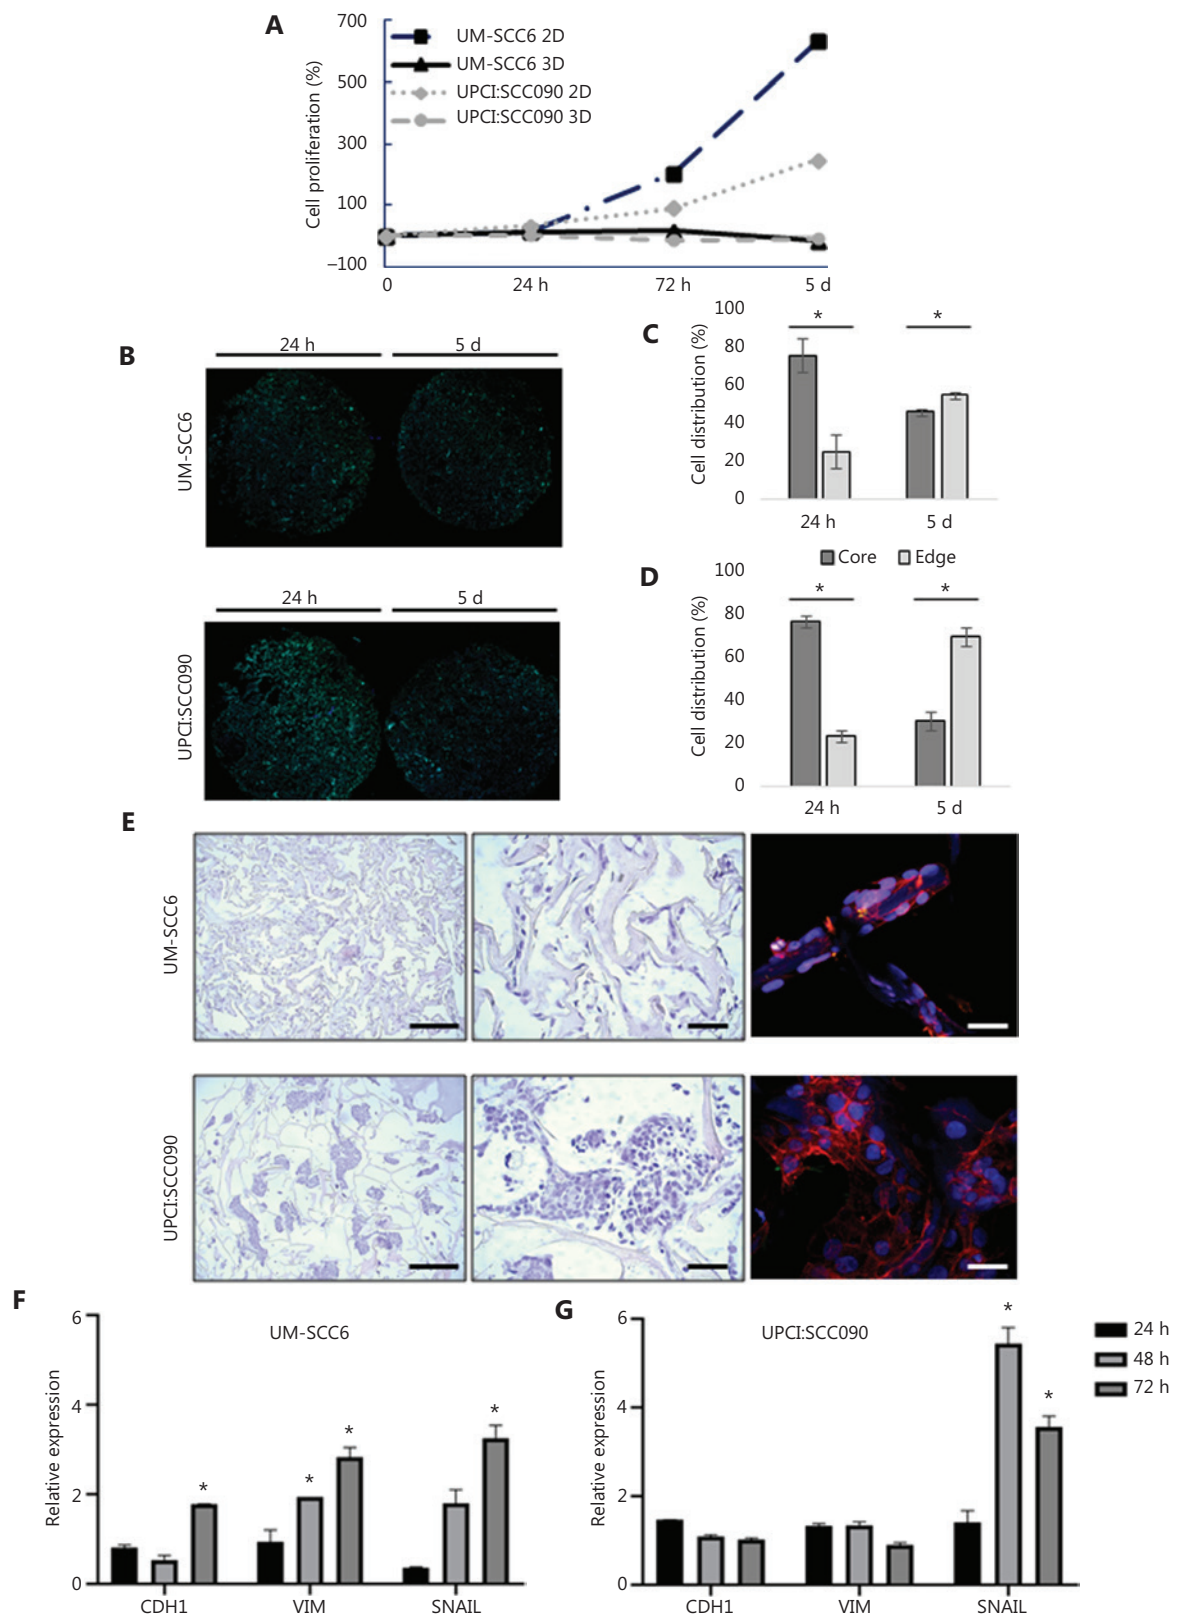 A
Cell proliferation (%)
700
500
300
100
–100
UM-SCC6 2D
UM-SCC6 3D
UPCI:SCC090 2D
UPCI:SCC090 3D
0 24 h 72 h 5 d
B
24 h 5 d
UM-SCC6
24 h 5 d
UPCI:SCC090
C
Cell distribution (%)
100
80
60
40
20
0
* *
24 h 5 d
Core Edge
D
Cell distribution (%)
100
80
60
40
20
0
* *
24 h 5 d
E
UM-SCC6
UPCI:SCC090
F
UM-SCC6
Relative expression
6
4
2
0
* * * *
CDH1 VIM SNAIL
G
UPCI:SCC090
Relative expression
6
4
2
0
* *
CDH1 VIM SNAIL
24 h
48 h
72 h